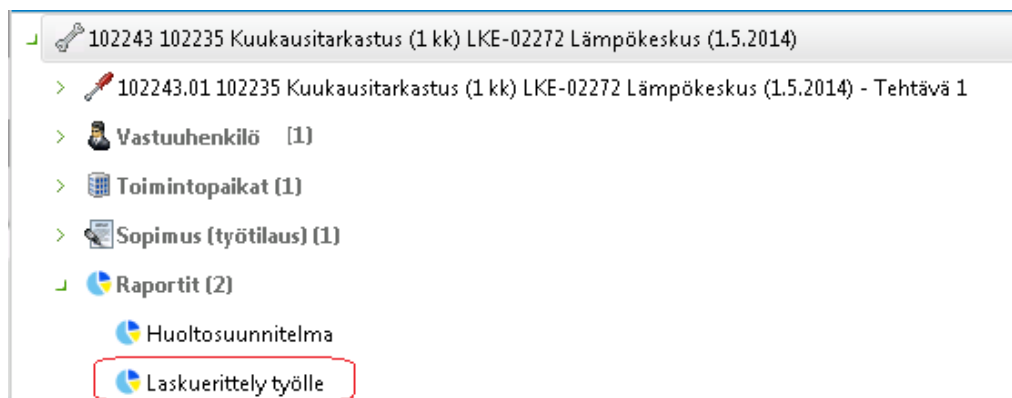 102243 102235 Kuukausitarkastus (1 kk) LKE-02272 Lämpökeskus (1.5.2014)
102243.01 102235 Kuukausitarkastus (1 kk) LKE-02272 Lämpökeskus (1.5.2014) - Tehtävä 1
Vastuuhenkilö (1)
Toimintopaikat (1)
Sopimus (työtilaus) (1)
Raportit (2)
Huoltosuunnitelma
Laskuerittely työlle